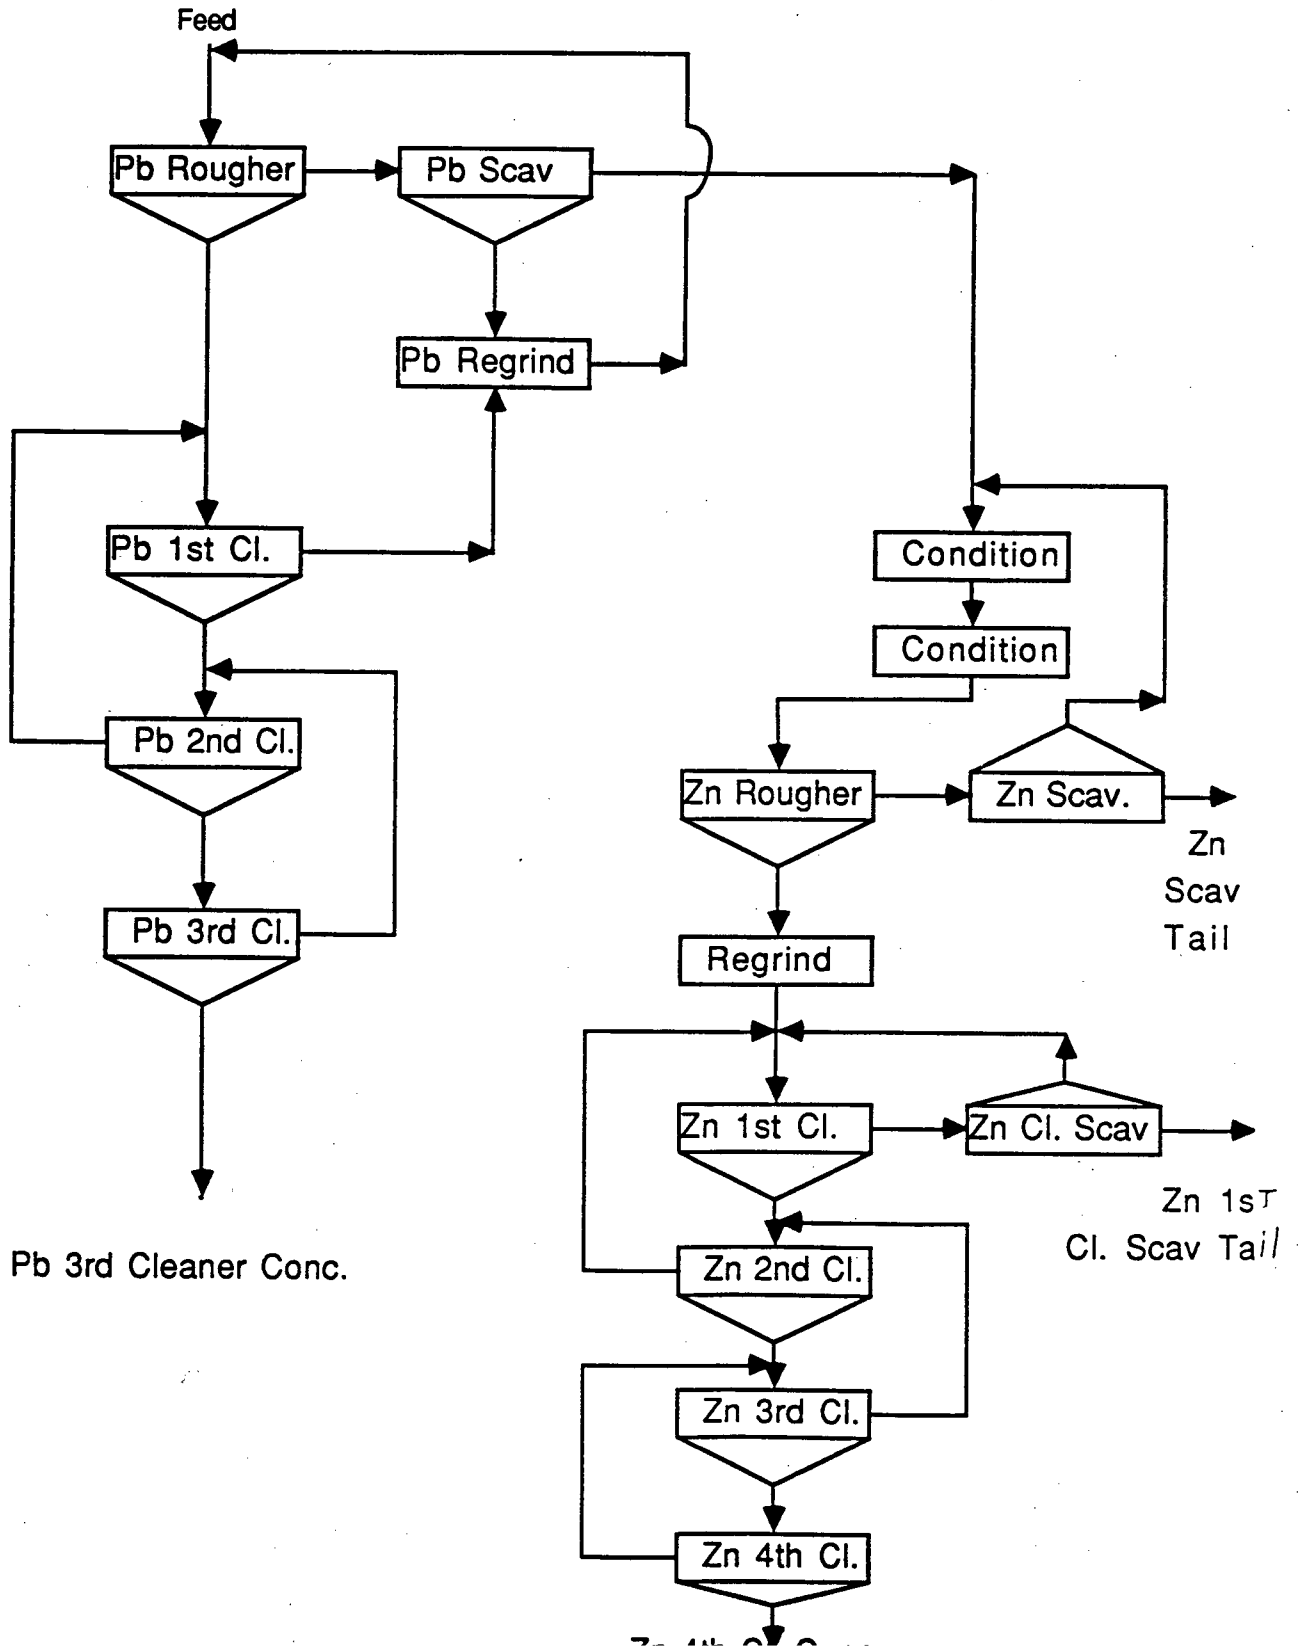 Feed
Pb Rougher
Pb Scav
Pb Regrind
Pb 1st Cl.
Condition
Condition
Pb 2nd Cl.
Zn Rougher
Zn Scav.
Zn
Scav
Tail
Pb 3rd Cl.
Regrind
Zn 1st Cl.
Zn Cl. Scav
Zn 1sT
Cl. Scav Tail
Pb 3rd Cleaner Conc.
Zn 2nd Cl.
Zn 3rd Cl.
Zn 4th Cl.
Zn 4th